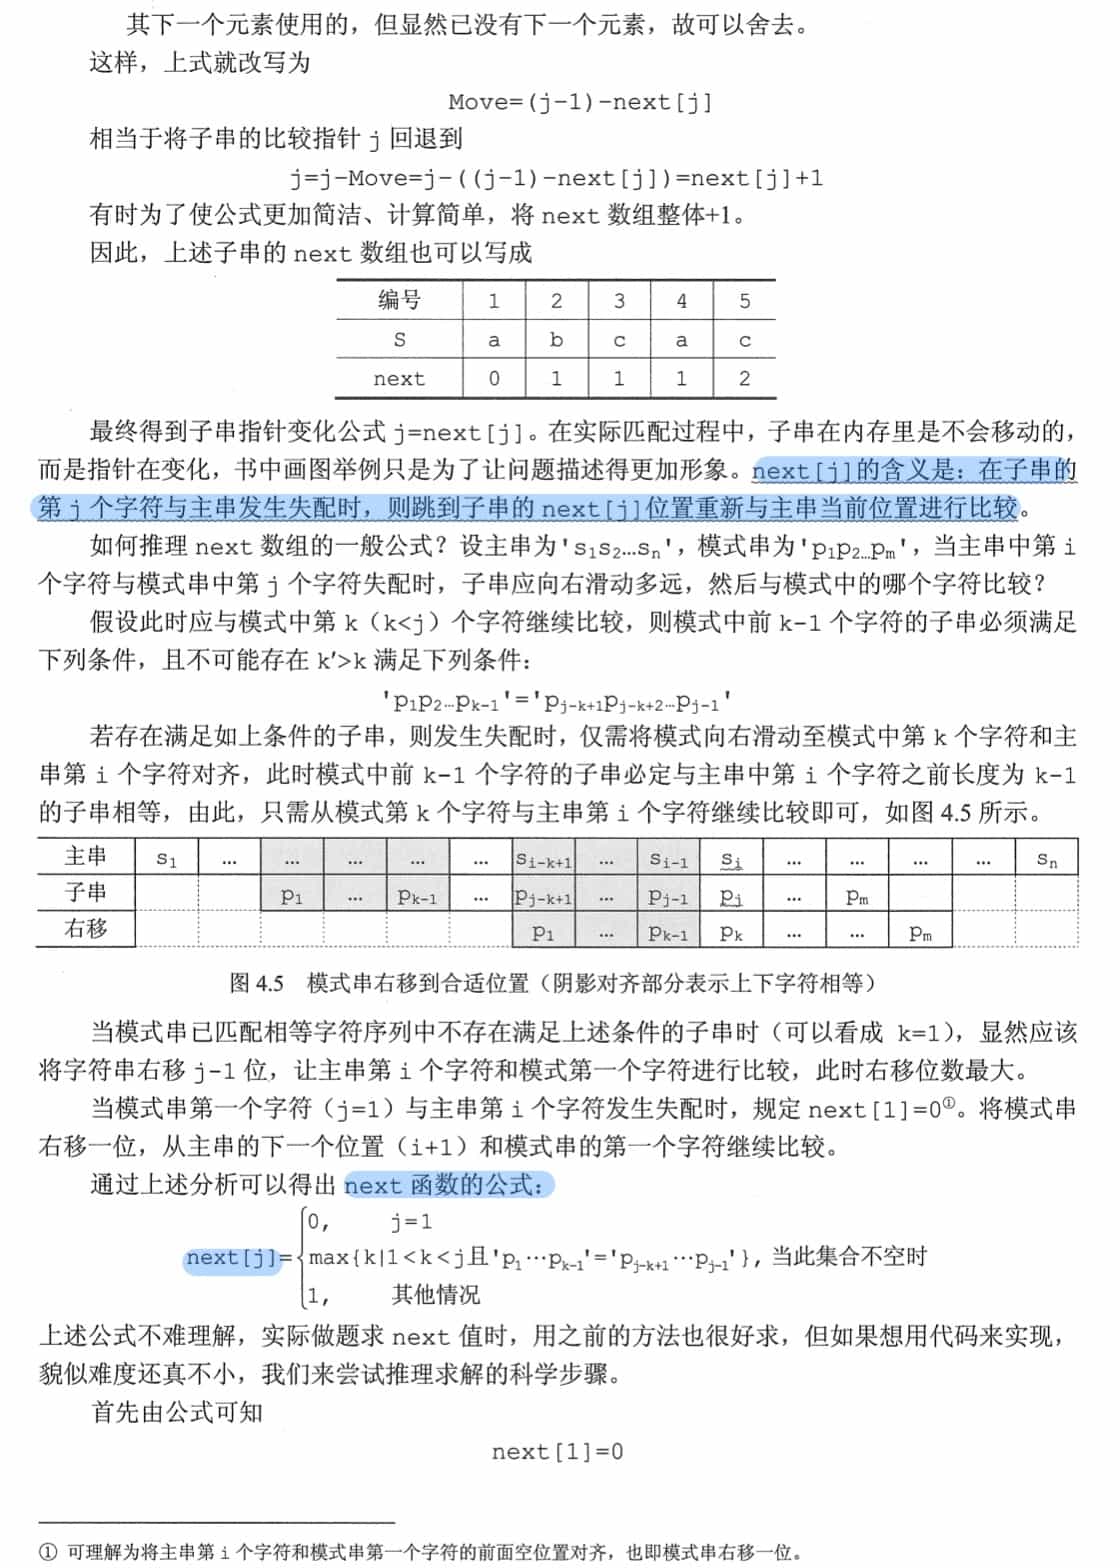 其下一个元素使用的，但显然已没有下一个元素，故可以舍去。
这样，上式就改写为
Move=(j-1)-next[j]
相当于将子串的比较指针 j 回退到
j=j-Move=j-((j-1)-next[j])=next[j]+1
有时为了使公式更加简洁、计算简单，将 next 数组整体+1。
因此，上述子串的 next 数组也可以写成
编号 1 2 3 4 5
S a b c a c
next 0 1 1 1 2
最终得到子串指针变化公式 j=next[j]。在实际匹配过程中，子串在内存里是不会移动的，
而是指针在变化，书中画图举例只是为了让问题描述得更加形象。next[j]的含义是：在子串的
第 j 个字符与主串发生失配时，则跳到子串的 next[j]位置重新与主串当前位置进行比较。
如何推理 next 数组的一般公式？设主串为's₁s₂…sₙ'，模式串为'p₁p₂…pₘ'，当主串中第 i
个字符与模式串中第 j 个字符失配时，子串应向右滑动多远，然后与模式中的哪个字符比较？
假设此时应与模式中第 k（k<j）个字符继续比较，则模式中前 k-1 个字符的子串必须满足
下列条件，且不可能存在 k′>k 满足下列条件：
'p₁p₂…pₖ₋₁'='pⱼ₋ₖ₊₁pⱼ₋ₖ₊₂…pⱼ₋₁'
若存在满足如上条件的子串，则发生失配时，仅需将模式向右滑动至模式中第 k 个字符和主
串第 i 个字符对齐，此时模式中前 k-1 个字符的子串必定与主串中第 i 个字符之前长度为 k-1
的子串相等，由此，只需从模式第 k 个字符与主串第 i 个字符继续比较即可，如图 4.5 所示。
主串 s₁ … … … … … sᵢ₋ₖ₊₁ … sᵢ₋₁ sᵢ … … … … sₙ
子串 p₁ … pₖ₋₁ … pⱼ₋ₖ₊₁ … pⱼ₋₁ pⱼ … pₘ
右移 p₁ … pₖ₋₁ pₖ … … pₘ
图 4.5 模式串右移到合适位置（阴影对齐部分表示上下字符相等）
当模式串已匹配相等字符序列中不存在满足上述条件的子串时（可以看成 k=1），显然应该
将字符串右移 j-1 位，让主串第 i 个字符和模式第一个字符进行比较，此时右移位数最大。
当模式串第一个字符（j=1）与主串第 i 个字符发生失配时，规定 next[1]=0①。将模式串
右移一位，从主串的下一个位置（i+1）和模式串的第一个字符继续比较。
通过上述分析可以得出 next 函数的公式：
0, j=1
next[j]={max{k|1<k<j且'p₁…pₖ₋₁'='pⱼ₋ₖ₊₁…pⱼ₋₁'}，当此集合不空时
1, 其他情况
上述公式不难理解，实际做题求 next 值时，用之前的方法也很好求，但如果想用代码来实现，
貌似难度还真不小，我们来尝试推理求解的科学步骤。
首先由公式可知
next[1]=0
① 可理解为将主串第 i 个字符和模式串第一个字符的前面空位置对齐，也即模式串右移一位。